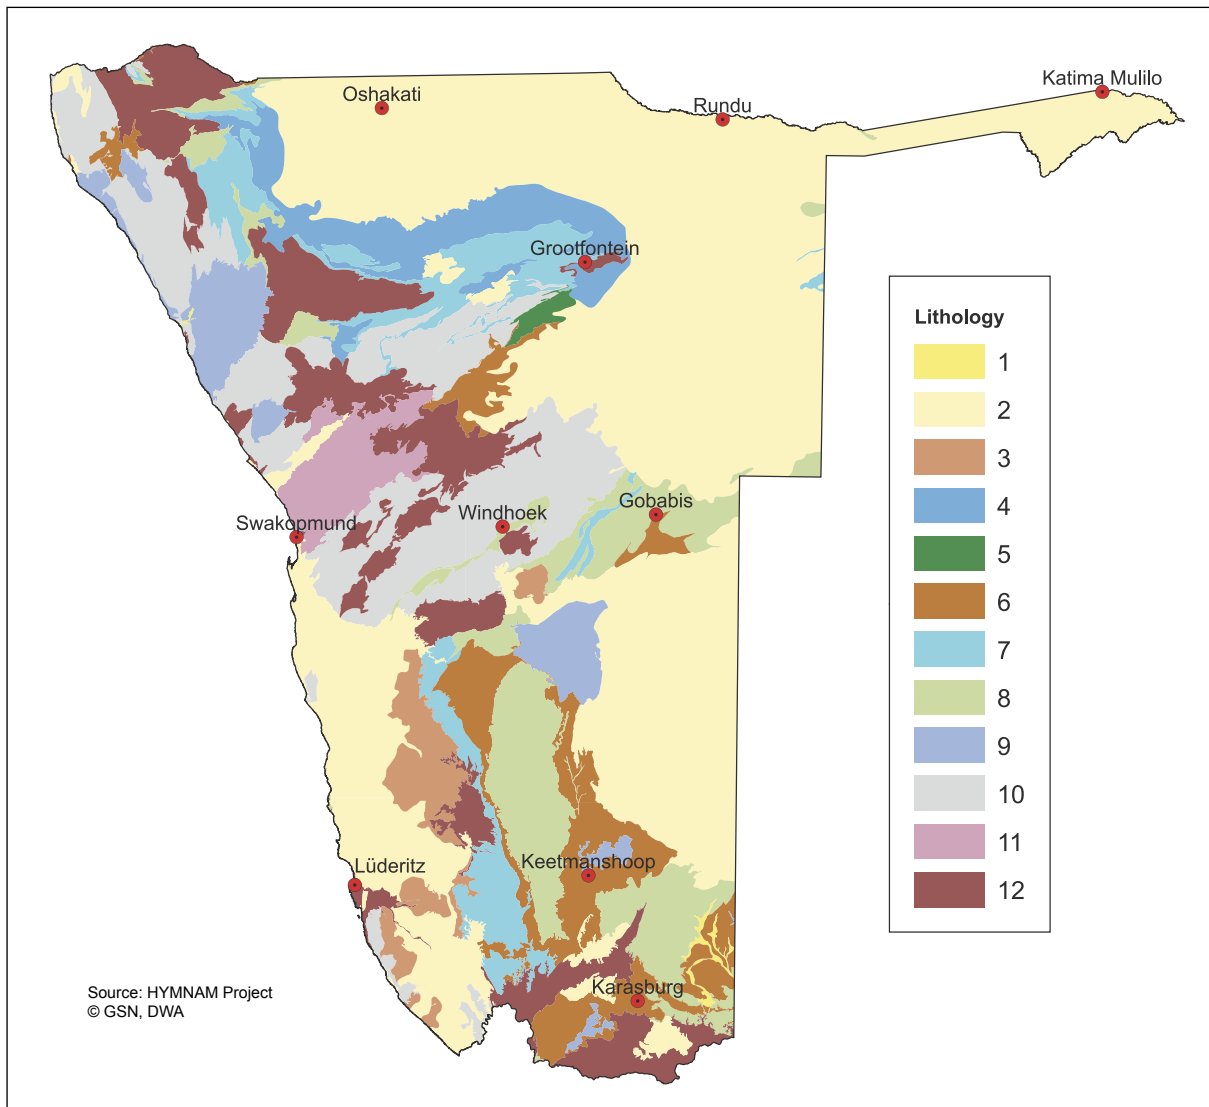 Katima Mulilo
Oshakati
Rundu
Grootfontein
Lithology
1
2
3
4
5
6
7
8
9
10
11
12
Gobabis
Windhoek
Swakopmund
Keetmanshoop
Lüderitz
Karasburg
Source: HYMNAM Project
© GSN, DWA